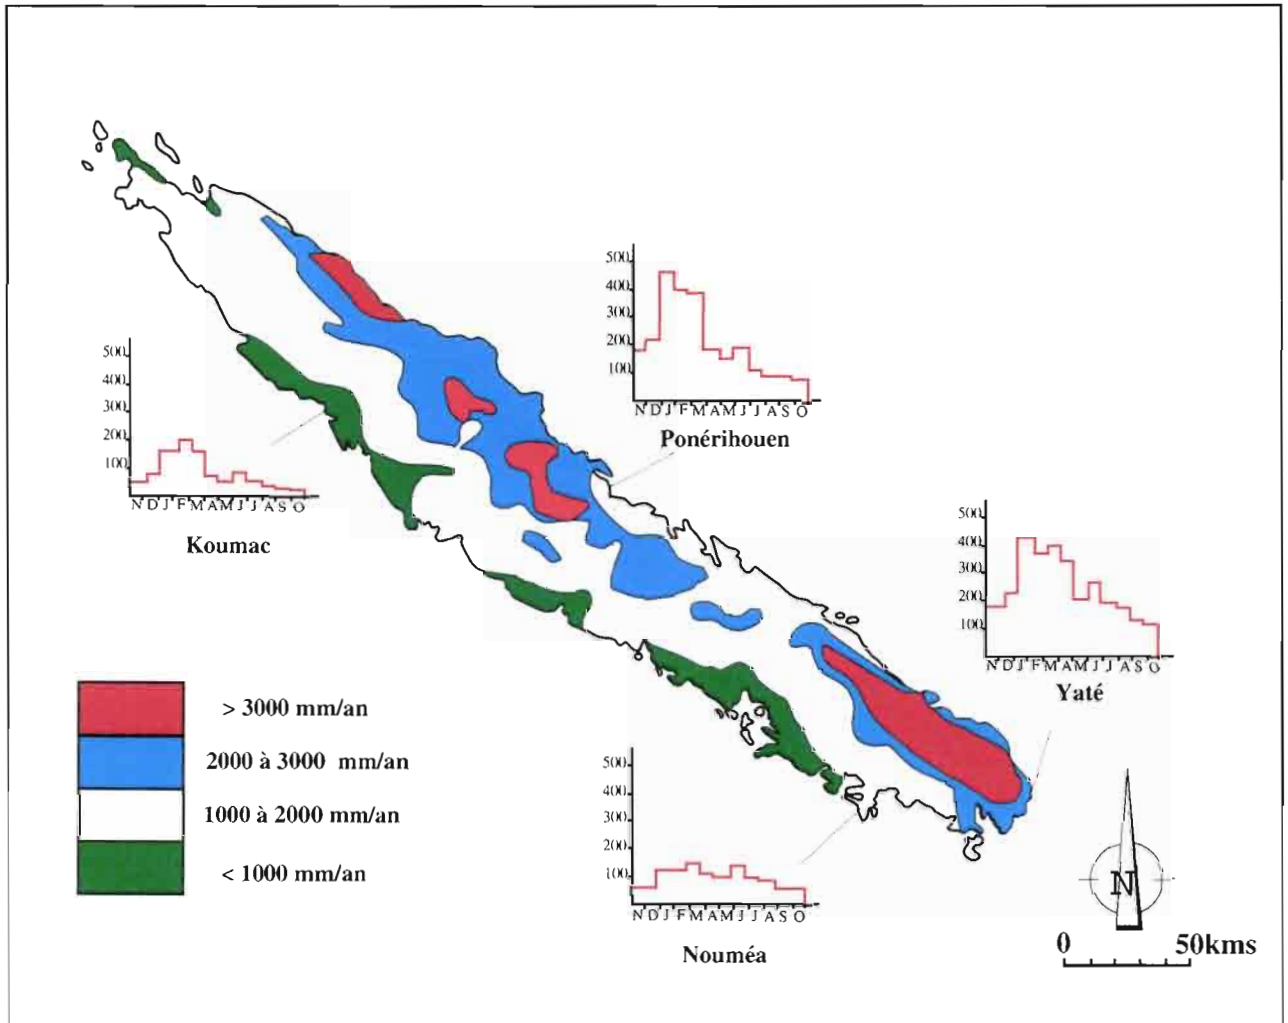 500
400
300
200
100
N D J F M A M J J A S O
Ponérihouen
500
400
300
200
100
N D J F M A M J J A S O
Koumac
500
400
300
200
100
N D J F M A M J J A S O
Yaté
> 3000 mm/an
2000 à 3000 mm/an
1000 à 2000 mm/an
< 1000 mm/an
500
400
300
200
100
N D J F M A M J J A S O
Nouméa
N
0 50kms